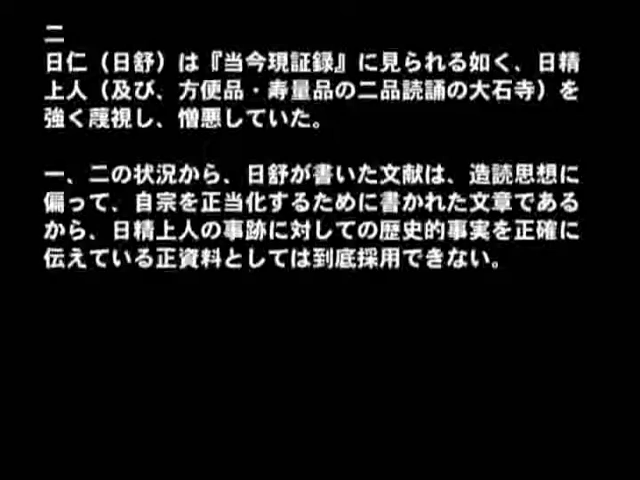 二
日仁（日舒）は『当今現証録』に見られる如く、日精
上人（及び、方便品・寿量品の二品読誦の大石寺）を
強く蔑視し、憎悪していた。
一、二の状況から、日舒が書いた文献は、造読思想に
偏って、自宗を正当化するために書かれた文章である
から、日精上人の事跡に対しての歴史的事実を正確に
伝えている正資料としては到底採用できない。